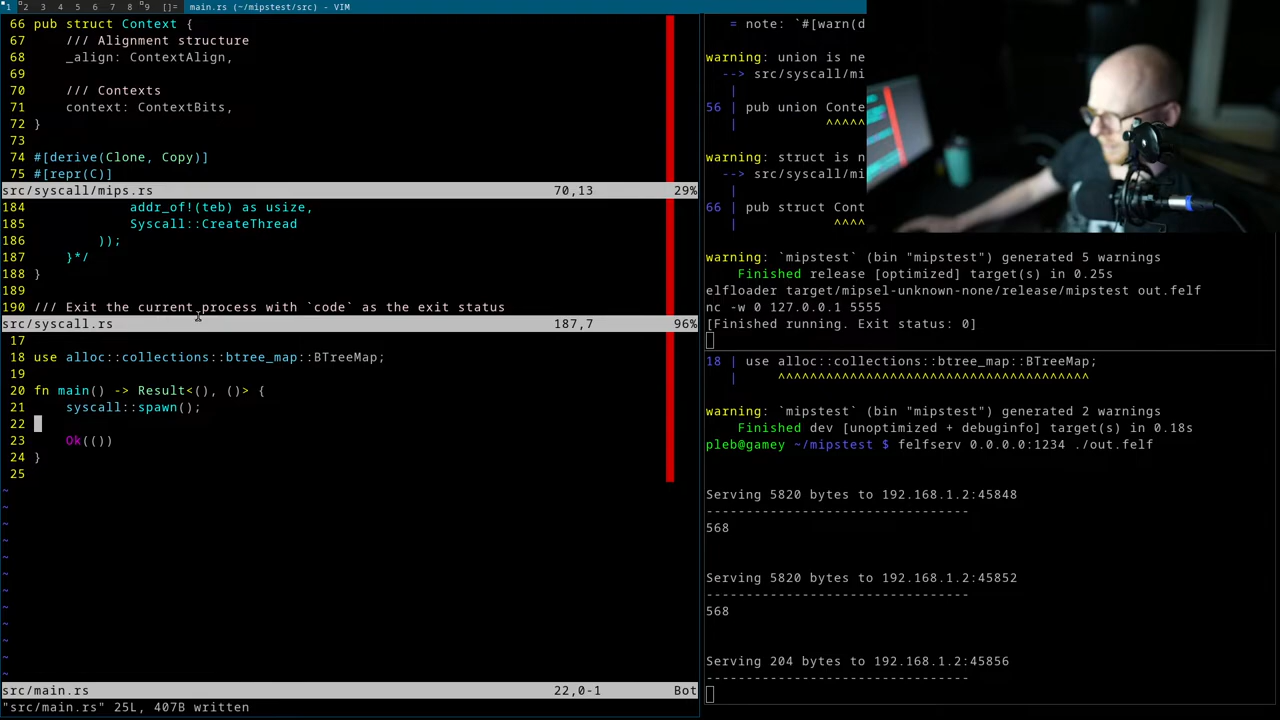 1 2 3 4 5 6 7 8 9 []= main.rs (~/mipstest/src) - VIM
66 pub struct Context {
67 /// Alignment structure
68 _align: ContextAlign,
69
70 /// Contexts
71 context: ContextBits,
72 }
73
74 #[derive(Clone, Copy)]
75 #[repr(C)]
src/syscall/mips.rs 70,13 29%
184 addr_of!(teb) as usize,
185 Syscall::CreateThread
186 ));
187 }*/
188 }
189
190 /// Exit the current process with `code` as the exit status
src/syscall.rs 187,7 96%
17
18 use alloc::collections::btree_map::BTreeMap;
19
20 fn main() -> Result<(), ()> {
21 syscall::spawn();
22
23 Ok(())
24 }
25
~
~
~
~
~
~
~
~
~
~
~
~
src/main.rs 22,0-1 Bot
"src/main.rs" 25L, 407B written
= note: `#[warn(d
warning: union is ne
--> src/syscall/mi
|
56 | pub union Conte
| ^^^^^
warning: struct is n
--> src/syscall/mi
|
66 | pub struct Cont
| ^^^^
warning: `mipstest` (bin "mipstest") generated 5 warnings
Finished release [optimized] target(s) in 0.25s
elfloader target/mipsel-unknown-none/release/mipstest out.felf
nc -w 0 127.0.0.1 5555
[Finished running. Exit status: 0]
18 | use alloc::collections::btree_map::BTreeMap;
| ^^^^^^^^^^^^^^^^^^^^^^^^^^^^^^^^^^^^^^^
warning: `mipstest` (bin "mipstest") generated 2 warnings
Finished dev [unoptimized + debuginfo] target(s) in 0.18s
pleb@gamey ~/mipstest $ felfserv 0.0.0.0:1234 ./out.felf
Serving 5820 bytes to 192.168.1.2:45848
-------------------------------
568
Serving 5820 bytes to 192.168.1.2:45852
-------------------------------
568
Serving 204 bytes to 192.168.1.2:45856
-------------------------------